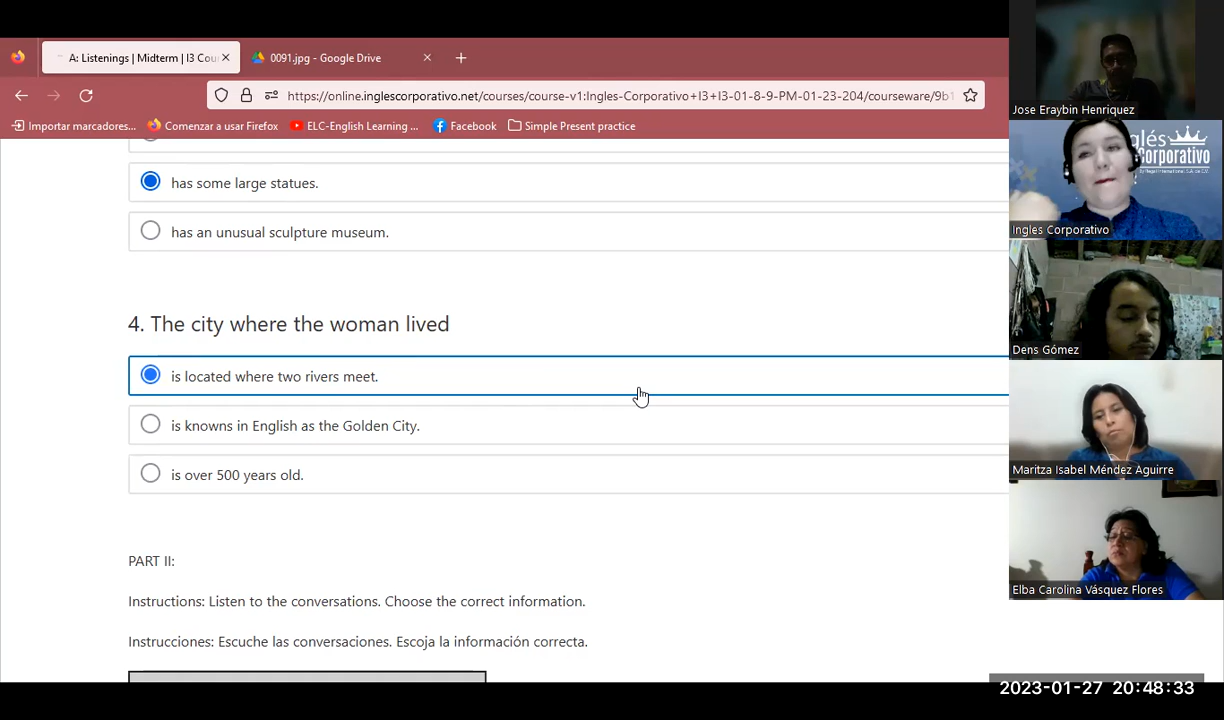 A: Listenings | Midterm | I3 Cou
0091.jpg - Google Drive
https://online.inglescorporativo.net/courses/course-v1:Ingles-Corporativo+I3+I3-01-8-9-PM-01-23-204/courseware/9b1
Importar marcadores... Comenzar a usar Firefox ELC-English Learning ... Facebook Simple Present practice
has some large statues.
has an unusual sculpture museum.
4. The city where the woman lived
is located where two rivers meet.
is knowns in English as the Golden City.
is over 500 years old.
PART II:
Instructions: Listen to the conversations. Choose the correct information.
Instrucciones: Escuche las conversaciones. Escoja la información correcta.
Jose Eraybin Henriquez
glés
Corporativo
Ingles Corporativo
Dens Gómez
Maritza Isabel Méndez Aguirre
Elba Carolina Vásquez Flores
2023-01-27 20:48:33